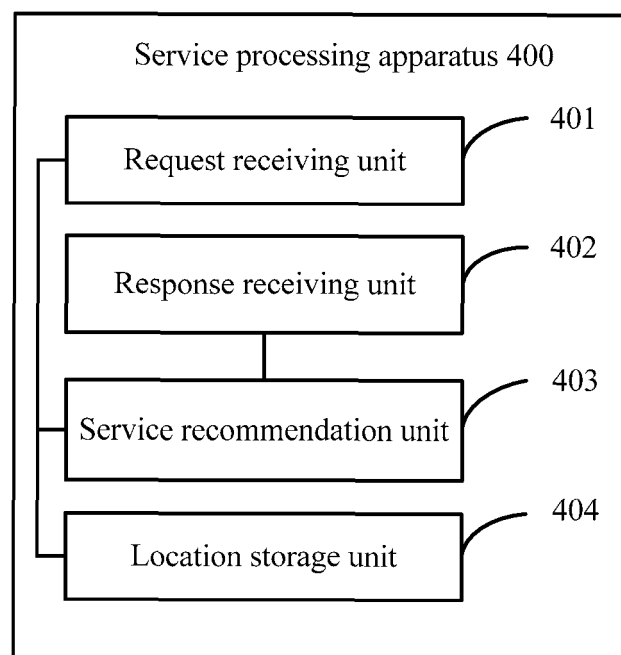 Service processing apparatus 400
401
Request receiving unit
402
Response receiving unit
403
Service recommendation unit
404
Location storage unit